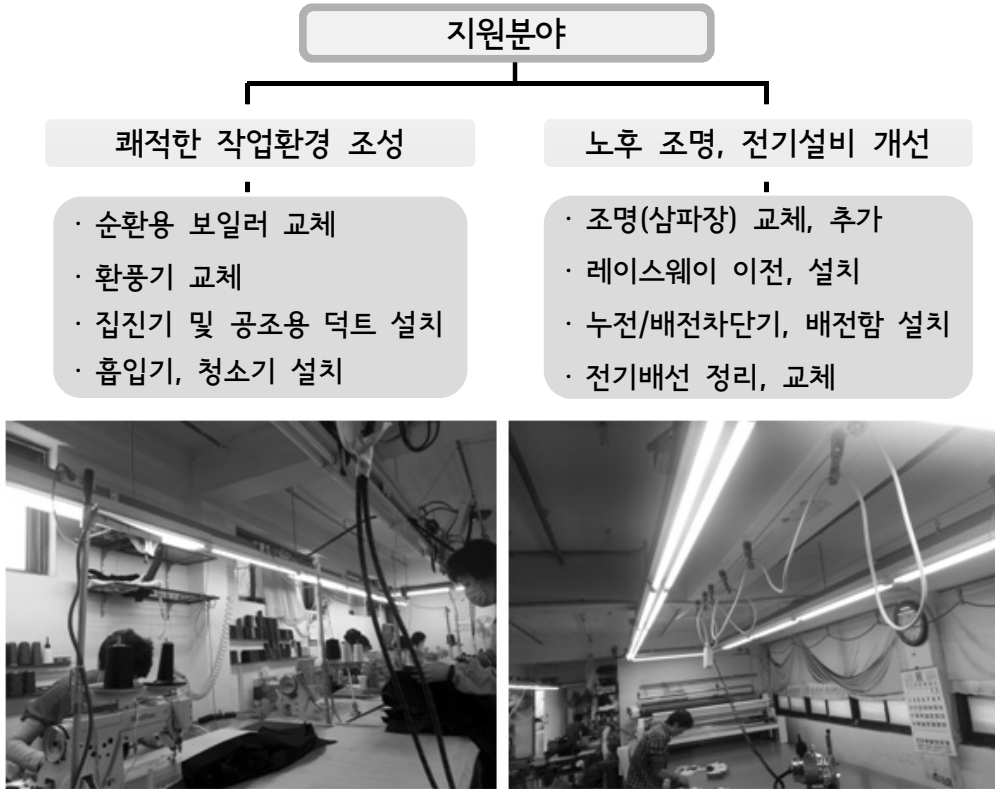 지원분야
쾌적한 작업환경 조성
· 순환용 보일러 교체
· 환풍기 교체
· 집진기 및 공조용 덕트 설치
· 흡입기, 청소기 설치
노후 조명, 전기설비 개선
· 조명(삼파장) 교체, 추가
· 레이스웨이 이전, 설치
· 누전/배전차단기, 배전함 설치
· 전기배선 정리, 교체